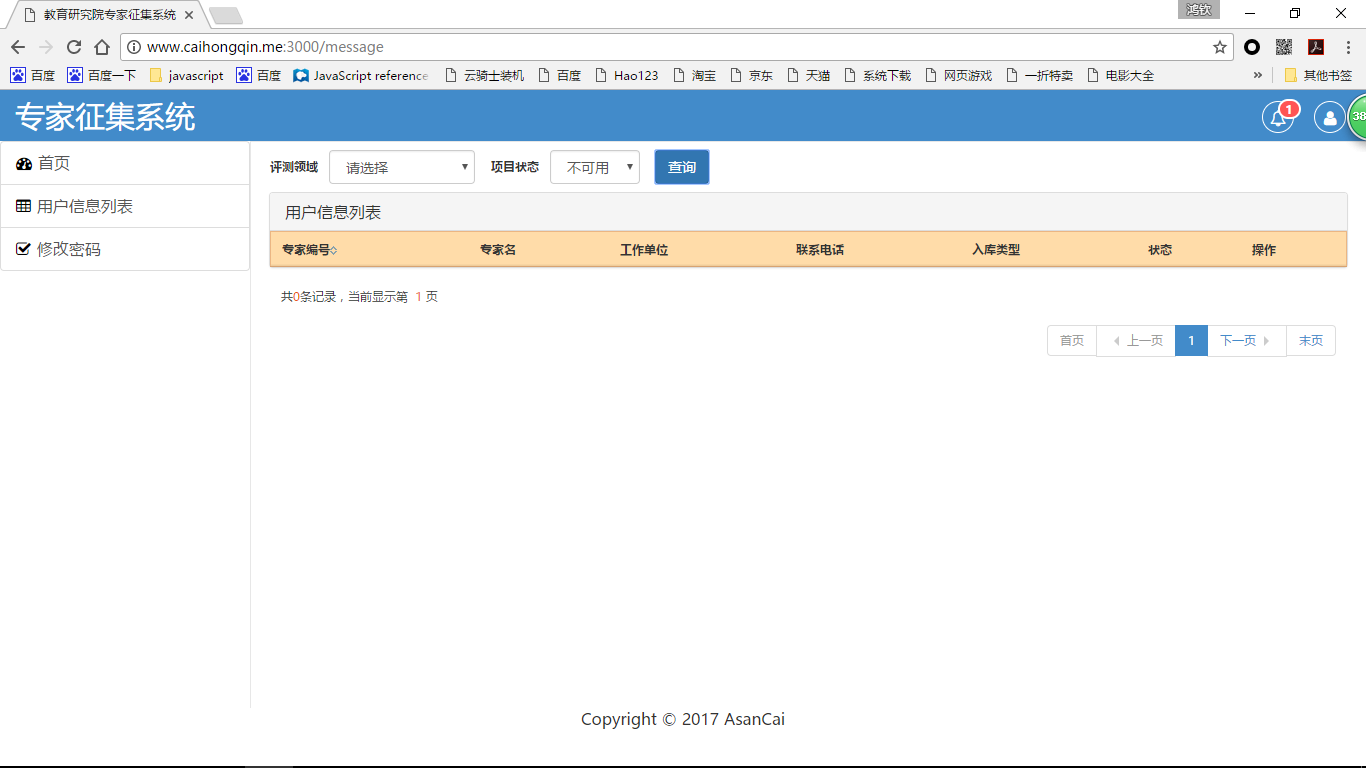 教育研究院专家征集系统
鸿钦
www.caihongqin.me:3000/message
百度 百度一下 javascript 百度 JavaScript reference 云骑士装机 百度 Hao123 淘宝 京东 天猫 系统下载 网页游戏 一折特卖 电影大全 » 其他书签
专家征集系统 1 38
首页
用户信息列表
修改密码
评测领域 请选择 项目状态 不可用 查询
用户信息列表
专家编号 专家名 工作单位 联系电话 入库类型 状态 操作
共0条记录，当前显示第 1 页
首页 上一页 1 下一页 末页
Copyright © 2017 AsanCai